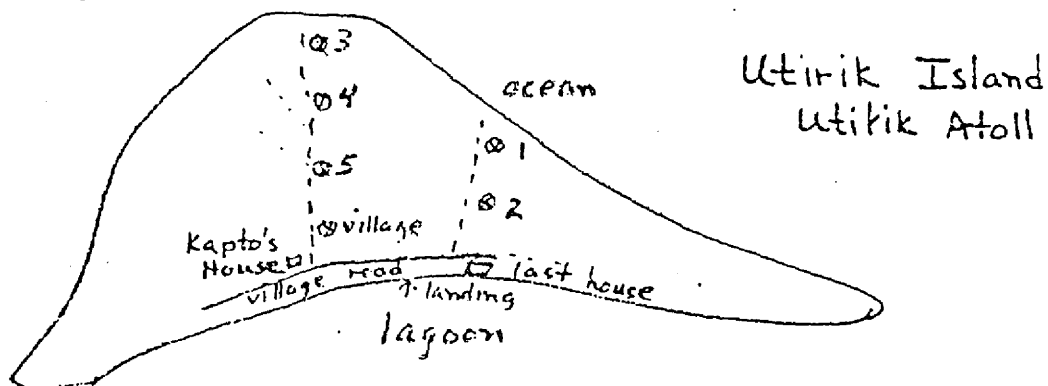 Utirik Island
Utirik Atoll
3
4
ocean
1
5
2
village
Kapto's
House
village road
last house
landing
lagoon